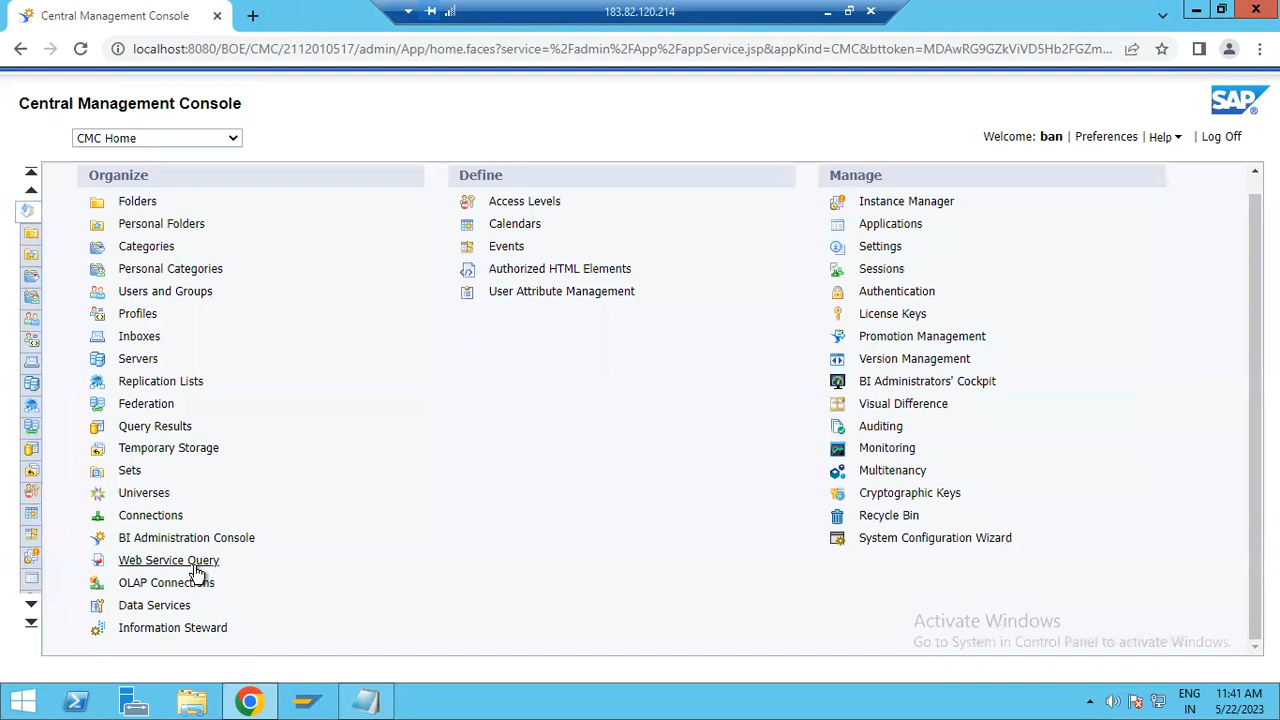 Central Management Console
183.82.120.214
localhost:8080/BOE/CMC/2112010517/admin/App/home.faces?service=%2Fadmin%2FApp%2FappService.jsp&appKind=CMC&bttoken=MDAwRG9GZkViVD5Hb2FGZm...
Central Management Console
SAP
CMC Home
Welcome: ban | Preferences | Help | Log Off
Organize
Folders
Personal Folders
Categories
Personal Categories
Users and Groups
Profiles
Inboxes
Servers
Replication Lists
Federation
Query Results
Temporary Storage
Sets
Universes
Connections
BI Administration Console
Web Service Query
OLAP Connections
Data Services
Information Steward
Define
Access Levels
Calendars
Events
Authorized HTML Elements
User Attribute Management
Manage
Instance Manager
Applications
Settings
Sessions
Authentication
License Keys
Promotion Management
Version Management
BI Administrators' Cockpit
Visual Difference
Auditing
Monitoring
Multitenancy
Cryptographic Keys
Recycle Bin
System Configuration Wizard
Activate Windows
Go to System in Control Panel to activate Windows.
ENG
IN
11:41 AM
5/22/2023